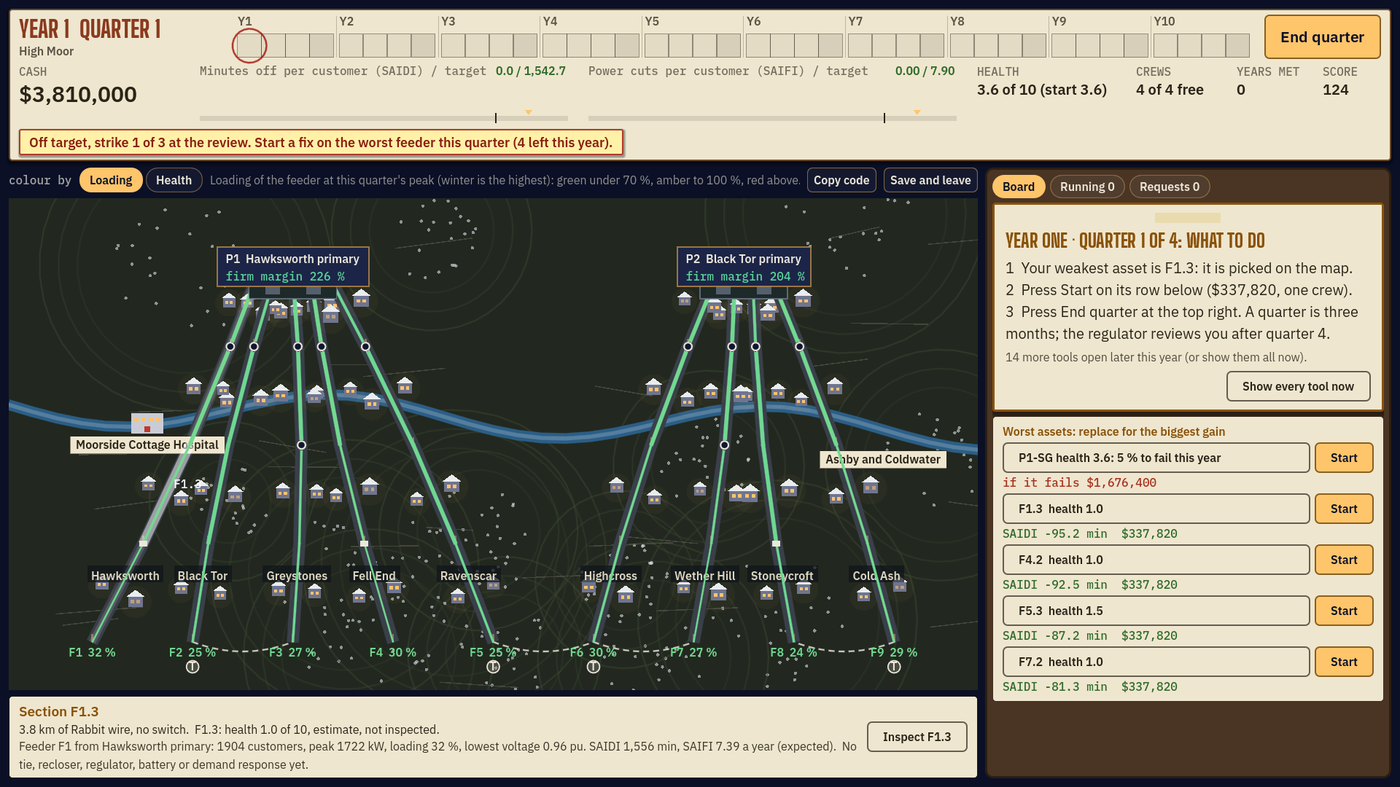 YEAR 1 QUARTER 1
High Moor
CASH
$3,810,000
Y1 Y2 Y3 Y4 Y5 Y6 Y7 Y8 Y9 Y10
End quarter
Minutes off per customer (SAIDI) / target 0.0 / 1,542.7
Power cuts per customer (SAIFI) / target 0.00 / 7.90
HEALTH
3.6 of 10 (start 3.6)
CREWS
4 of 4 free
YEARS MET
0
SCORE
124
Off target, strike 1 of 3 at the review. Start a fix on the worst feeder this quarter (4 left this year).
colour by Loading Health Loading of the feeder at this quarter's peak (winter is the highest): green under 70 %, amber to 100 %, red above. Copy code Save and leave
P1 Hawksworth primary
firm margin 226 %
P2 Black Tor primary
firm margin 204 %
Moorside Cottage Hospital
Ashby and Coldwater
F1.3
Hawksworth Black Tor Greystones Fell End Ravenscar Highcross Wether Hill Stoneycroft Cold Ash
F1 32 % F2 25 % F3 27 % F4 30 % F5 25 % F6 30 % F7 27 % F8 24 % F9 29 %
T T T T
Section F1.3
3.8 km of Rabbit wire, no switch. F1.3: health 1.0 of 10, estimate, not inspected.
Feeder F1 from Hawksworth primary: 1904 customers, peak 1722 kW, loading 32 %, lowest voltage 0.96 pu. SAIDI 1,556 min, SAIFI 7.39 a year (expected). No
tie, recloser, regulator, battery or demand response yet.
Inspect F1.3
Board Running 0 Requests 0
YEAR ONE · QUARTER 1 OF 4: WHAT TO DO
1 Your weakest asset is F1.3: it is picked on the map.
2 Press Start on its row below ($337,820, one crew).
3 Press End quarter at the top right. A quarter is three
months; the regulator reviews you after quarter 4.
14 more tools open later this year (or show them all now).
Show every tool now
Worst assets: replace for the biggest gain
P1-SG health 3.6: 5 % to fail this year Start
if it fails $1,676,400
F1.3 health 1.0 Start
SAIDI -95.2 min $337,820
F4.2 health 1.0 Start
SAIDI -92.5 min $337,820
F5.3 health 1.5 Start
SAIDI -87.2 min $337,820
F7.2 health 1.0 Start
SAIDI -81.3 min $337,820